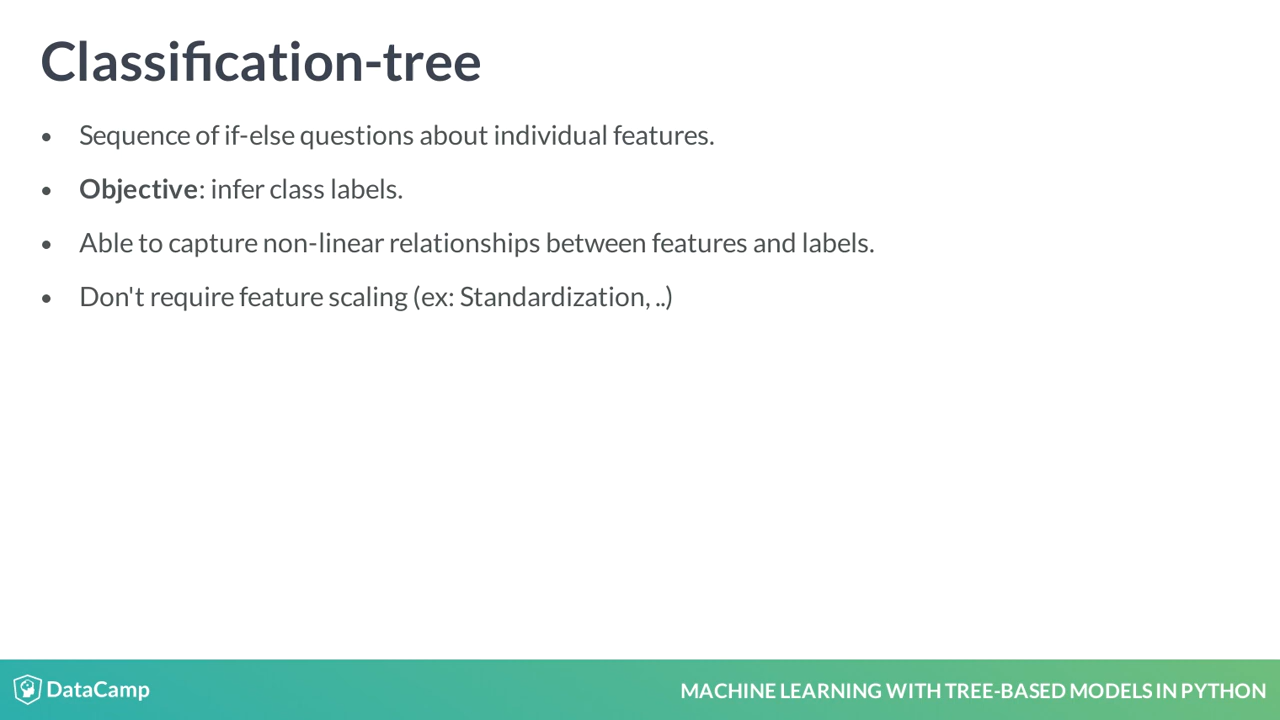 Classification-tree
• Sequence of if-else questions about individual features.
• Objective: infer class labels.
• Able to capture non-linear relationships between features and labels.
• Don't require feature scaling (ex: Standardization, ..)
DataCamp
MACHINE LEARNING WITH TREE-BASED MODELS IN PYTHON